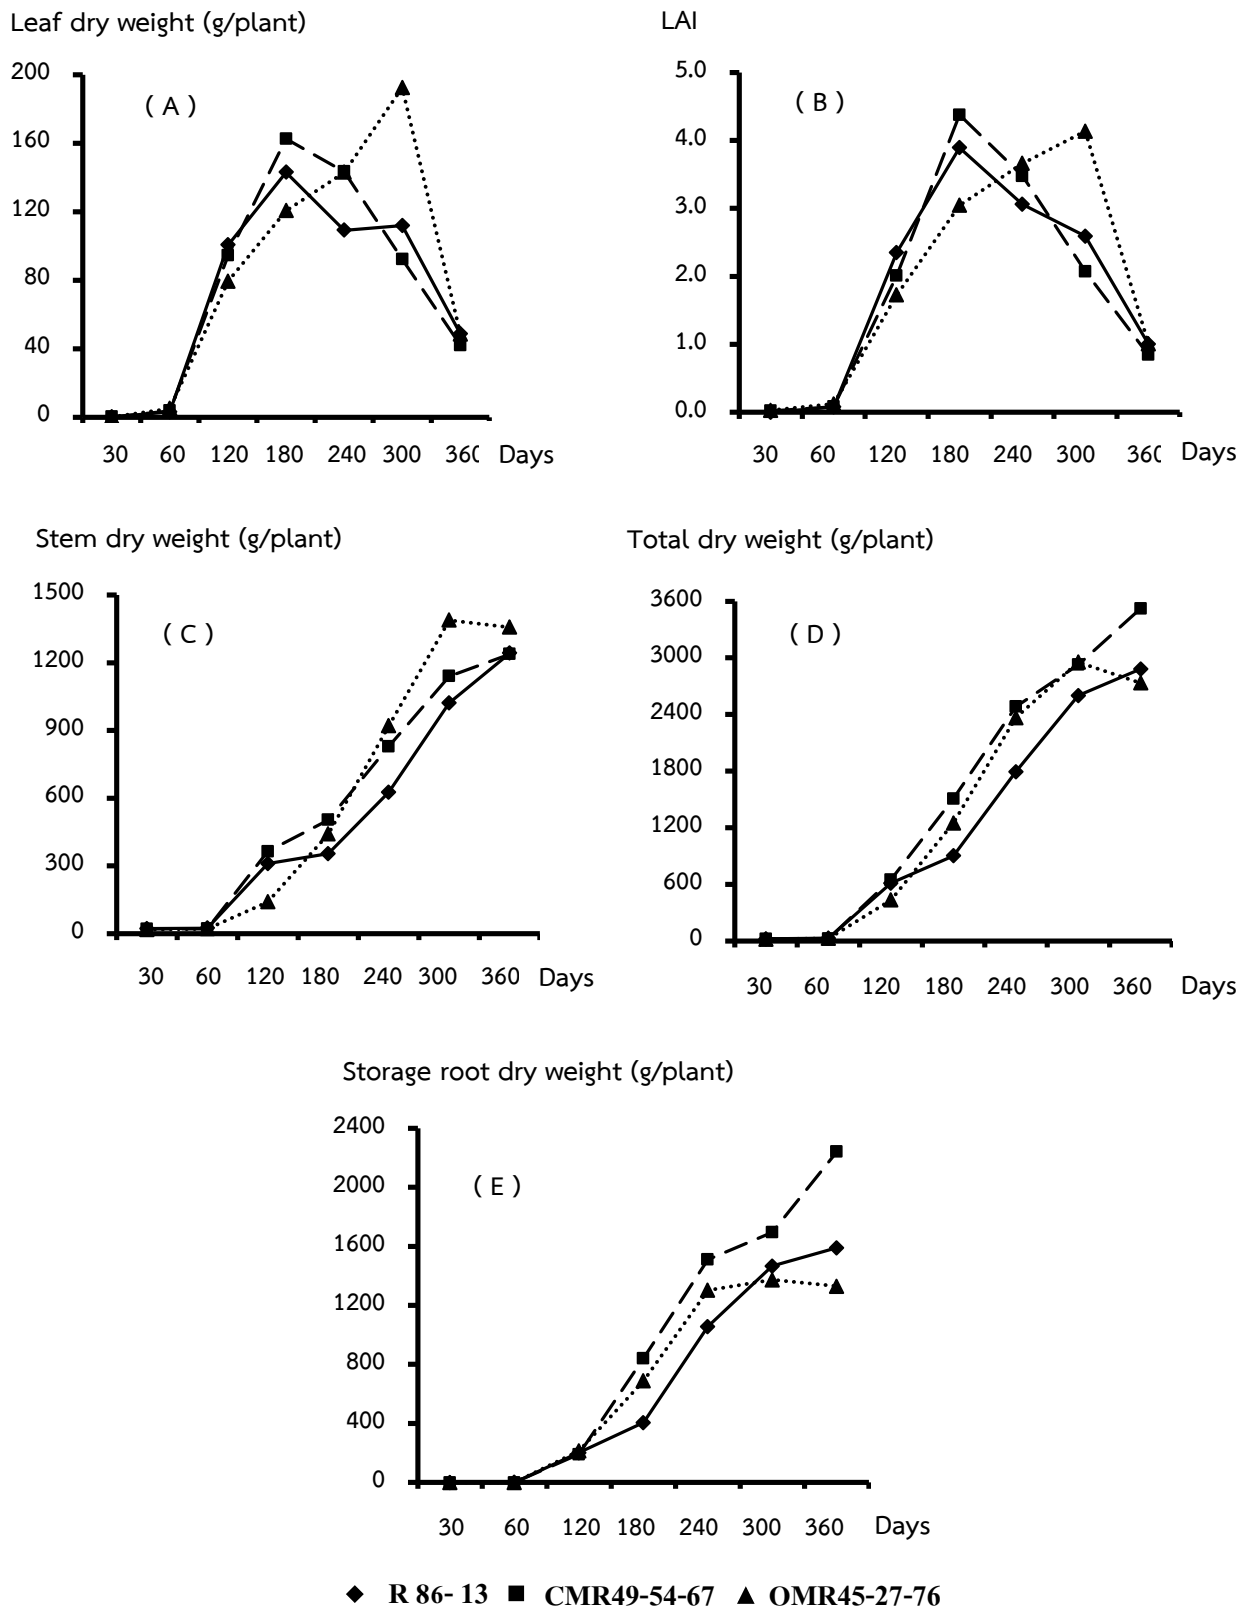 Leaf dry weight (g/plant)
LAI
200
160
120
80
40
0
( A )
30 60 120 180 240 300 360 Days
5.0
4.0
3.0
2.0
1.0
0.0
( B )
30 60 120 180 240 300 360 Days
Stem dry weight (g/plant)
Total dry weight (g/plant)
1500
1200
900
600
300
0
( C )
30 60 120 180 240 300 360 Days
3600
3000
2400
1800
1200
600
0
( D )
30 60 120 180 240 300 360 Days
Storage root dry weight (g/plant)
2400
2000
1600
1200
800
400
0
( E )
30 60 120 180 240 300 360 Days
R 86- 13 CMR49-54-67 OMR45-27-76